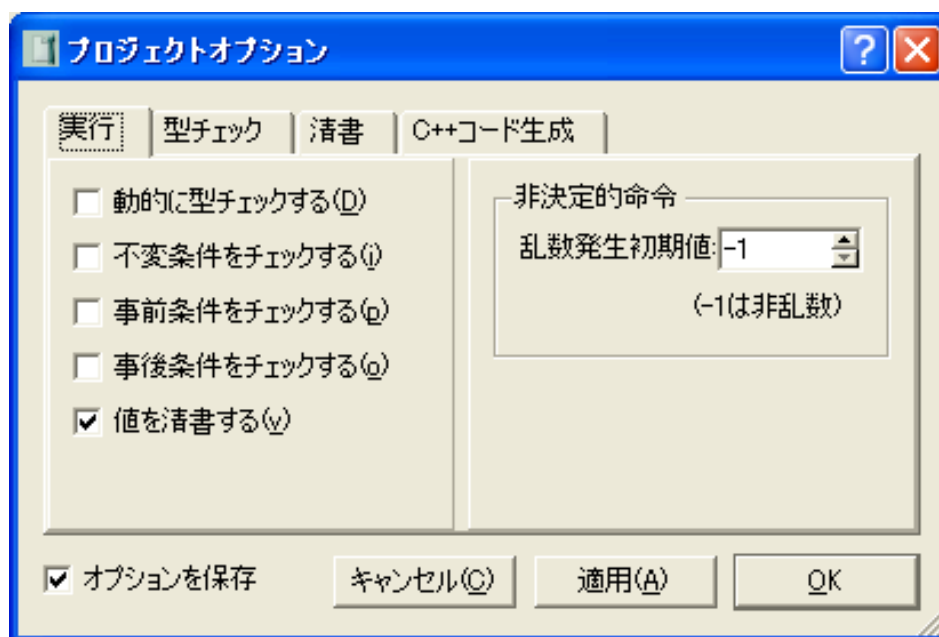 プロジェクトオプション
実行 型チェック 清書 C++コード生成
動的に型チェックする(D)
不変条件をチェックする(i)
事前条件をチェックする(p)
事後条件をチェックする(o)
値を清書する(v)
非決定的命令
乱数発生初期値: -1
(-1は非乱数)
オプションを保存 キャンセル(C) 適用(A) OK